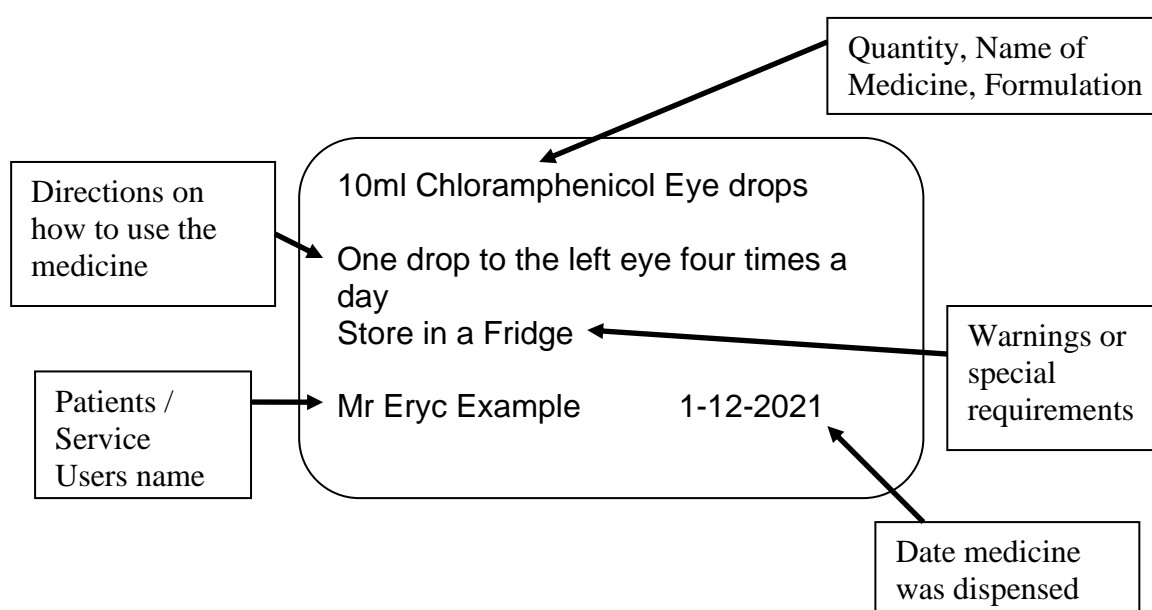 Quantity, Name of
Medicine, Formulation
Directions on
how to use the
medicine
10ml Chloramphenicol Eye drops
One drop to the left eye four times a
day
Store in a Fridge
Warnings or
special
requirements
Patients /
Service
Users name
Mr Eryc Example 1-12-2021
Date medicine
was dispensed